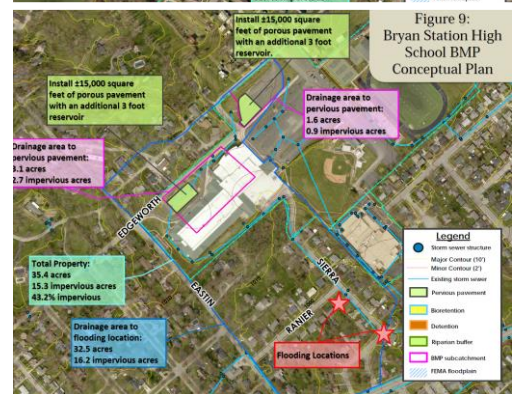 Install ±15,000 square
feet of porous pavement
with an additional 3 foot
reservoir.
Figure 9:
Bryan Station High
School BMP
Conceptual Plan
Install ±15,000 square
feet of porous pavement
with an additional 3 foot
reservoir
Drainage area to
pervious pavement:
1.6 acres
0.9 impervious acres
Drainage area to
pervious pavement:
3.1 acres
2.7 impervious acres
EDGEWORTH
Total Property:
35.4 acres
15.3 impervious acres
43.2% impervious
EASTIN
SIERRA
RANIER
Drainage area to
flooding location:
32.5 acres
16.2 impervious acres
Flooding Locations
Legend
Storm sewer structure
Major Contour (10')
Minor Contour (2')
Existing storm sewer
Pervious pavement
Bioretention
Detention
Riparian buffer
BMP subcatchment
FEMA floodplain